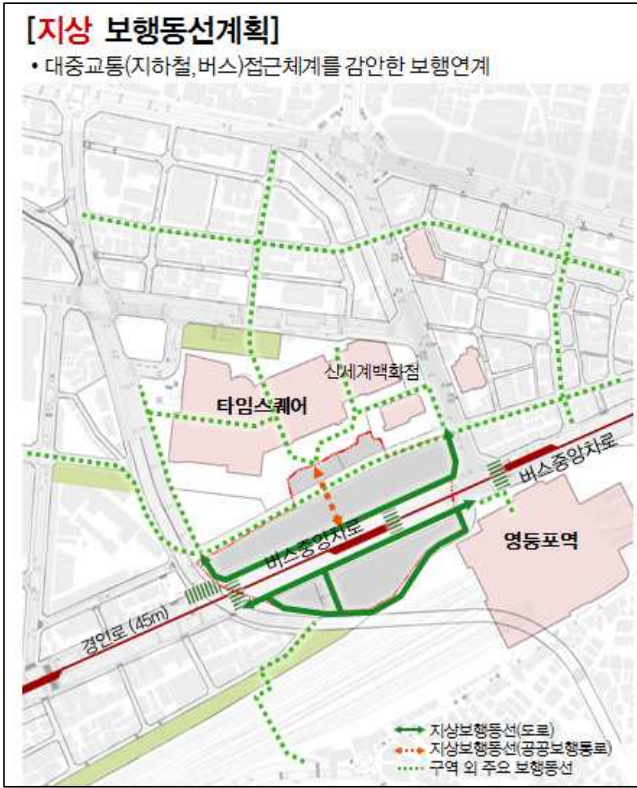 [지상 보행동선계획]
• 대중교통(지하철,버스)접근체계를 감안한 보행연계
신세계백화점
타임스퀘어
버스중앙차로
버스중앙차로
영등포역
경인로 (45m)
지상보행동선(도로)
지상보행동선(공공보행통로)
구역 외 주요 보행동선